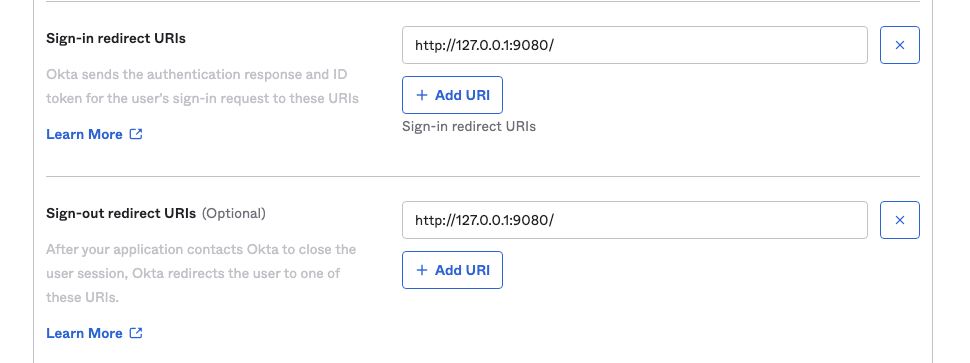 Sign-in redirect URIs
http://127.0.0.1:9080/
Okta sends the authentication response and ID
token for the user's sign-in request to these URIs
+ Add URI
Sign-in redirect URIs
Learn More
Sign-out redirect URIs (Optional)
http://127.0.0.1:9080/
After your application contacts Okta to close the
user session, Okta redirects the user to one of
these URIs.
+ Add URI
Learn More